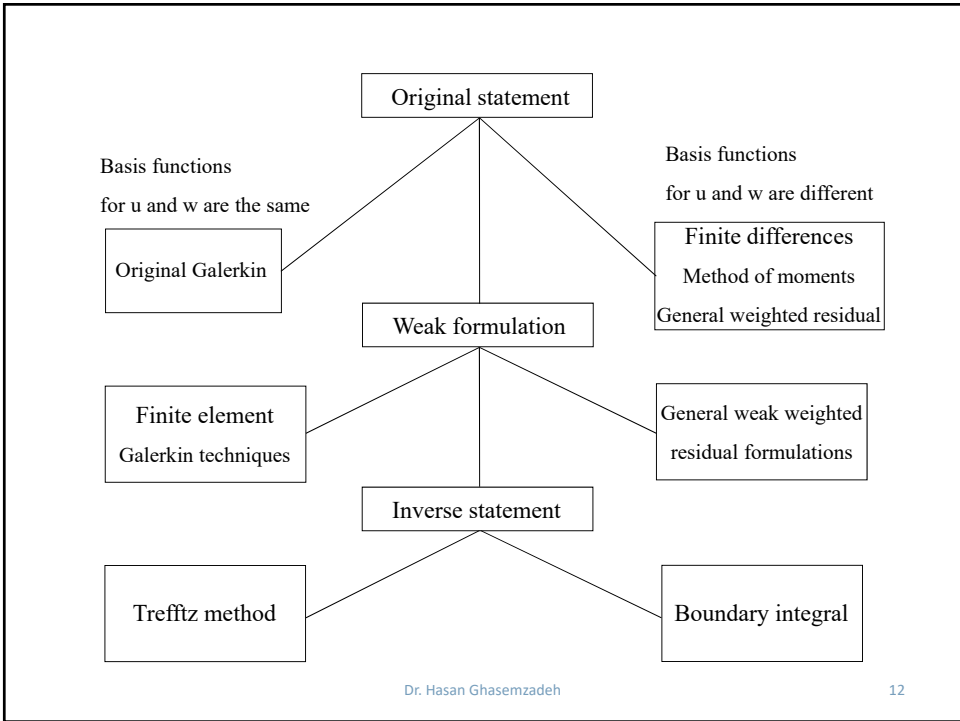 Original statement
Basis functions
for u and w are the same
Original Galerkin
Basis functions
for u and w are different
Finite differences
Method of moments
General weighted residual
Weak formulation
Finite element
Galerkin techniques
General weak weighted
residual formulations
Inverse statement
Trefftz method
Boundary integral
Dr. Hasan Ghasemzadeh
12